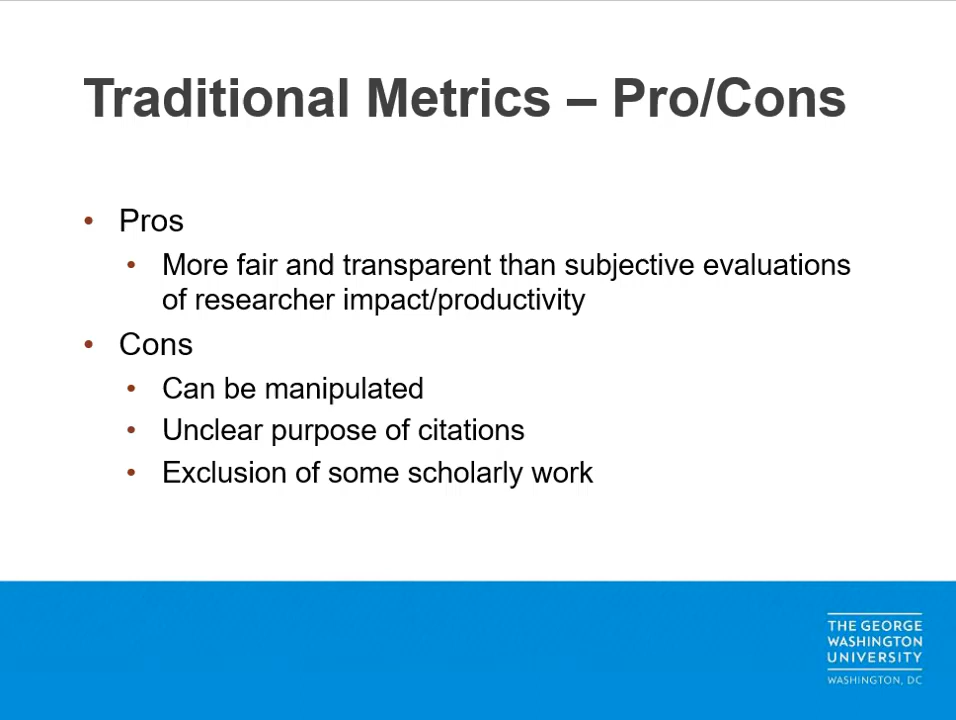 Traditional Metrics – Pro/Cons
• Pros
• More fair and transparent than subjective evaluations
of researcher impact/productivity
• Cons
• Can be manipulated
• Unclear purpose of citations
• Exclusion of some scholarly work
THE GEORGE
WASHINGTON
UNIVERSITY
WASHINGTON, DC